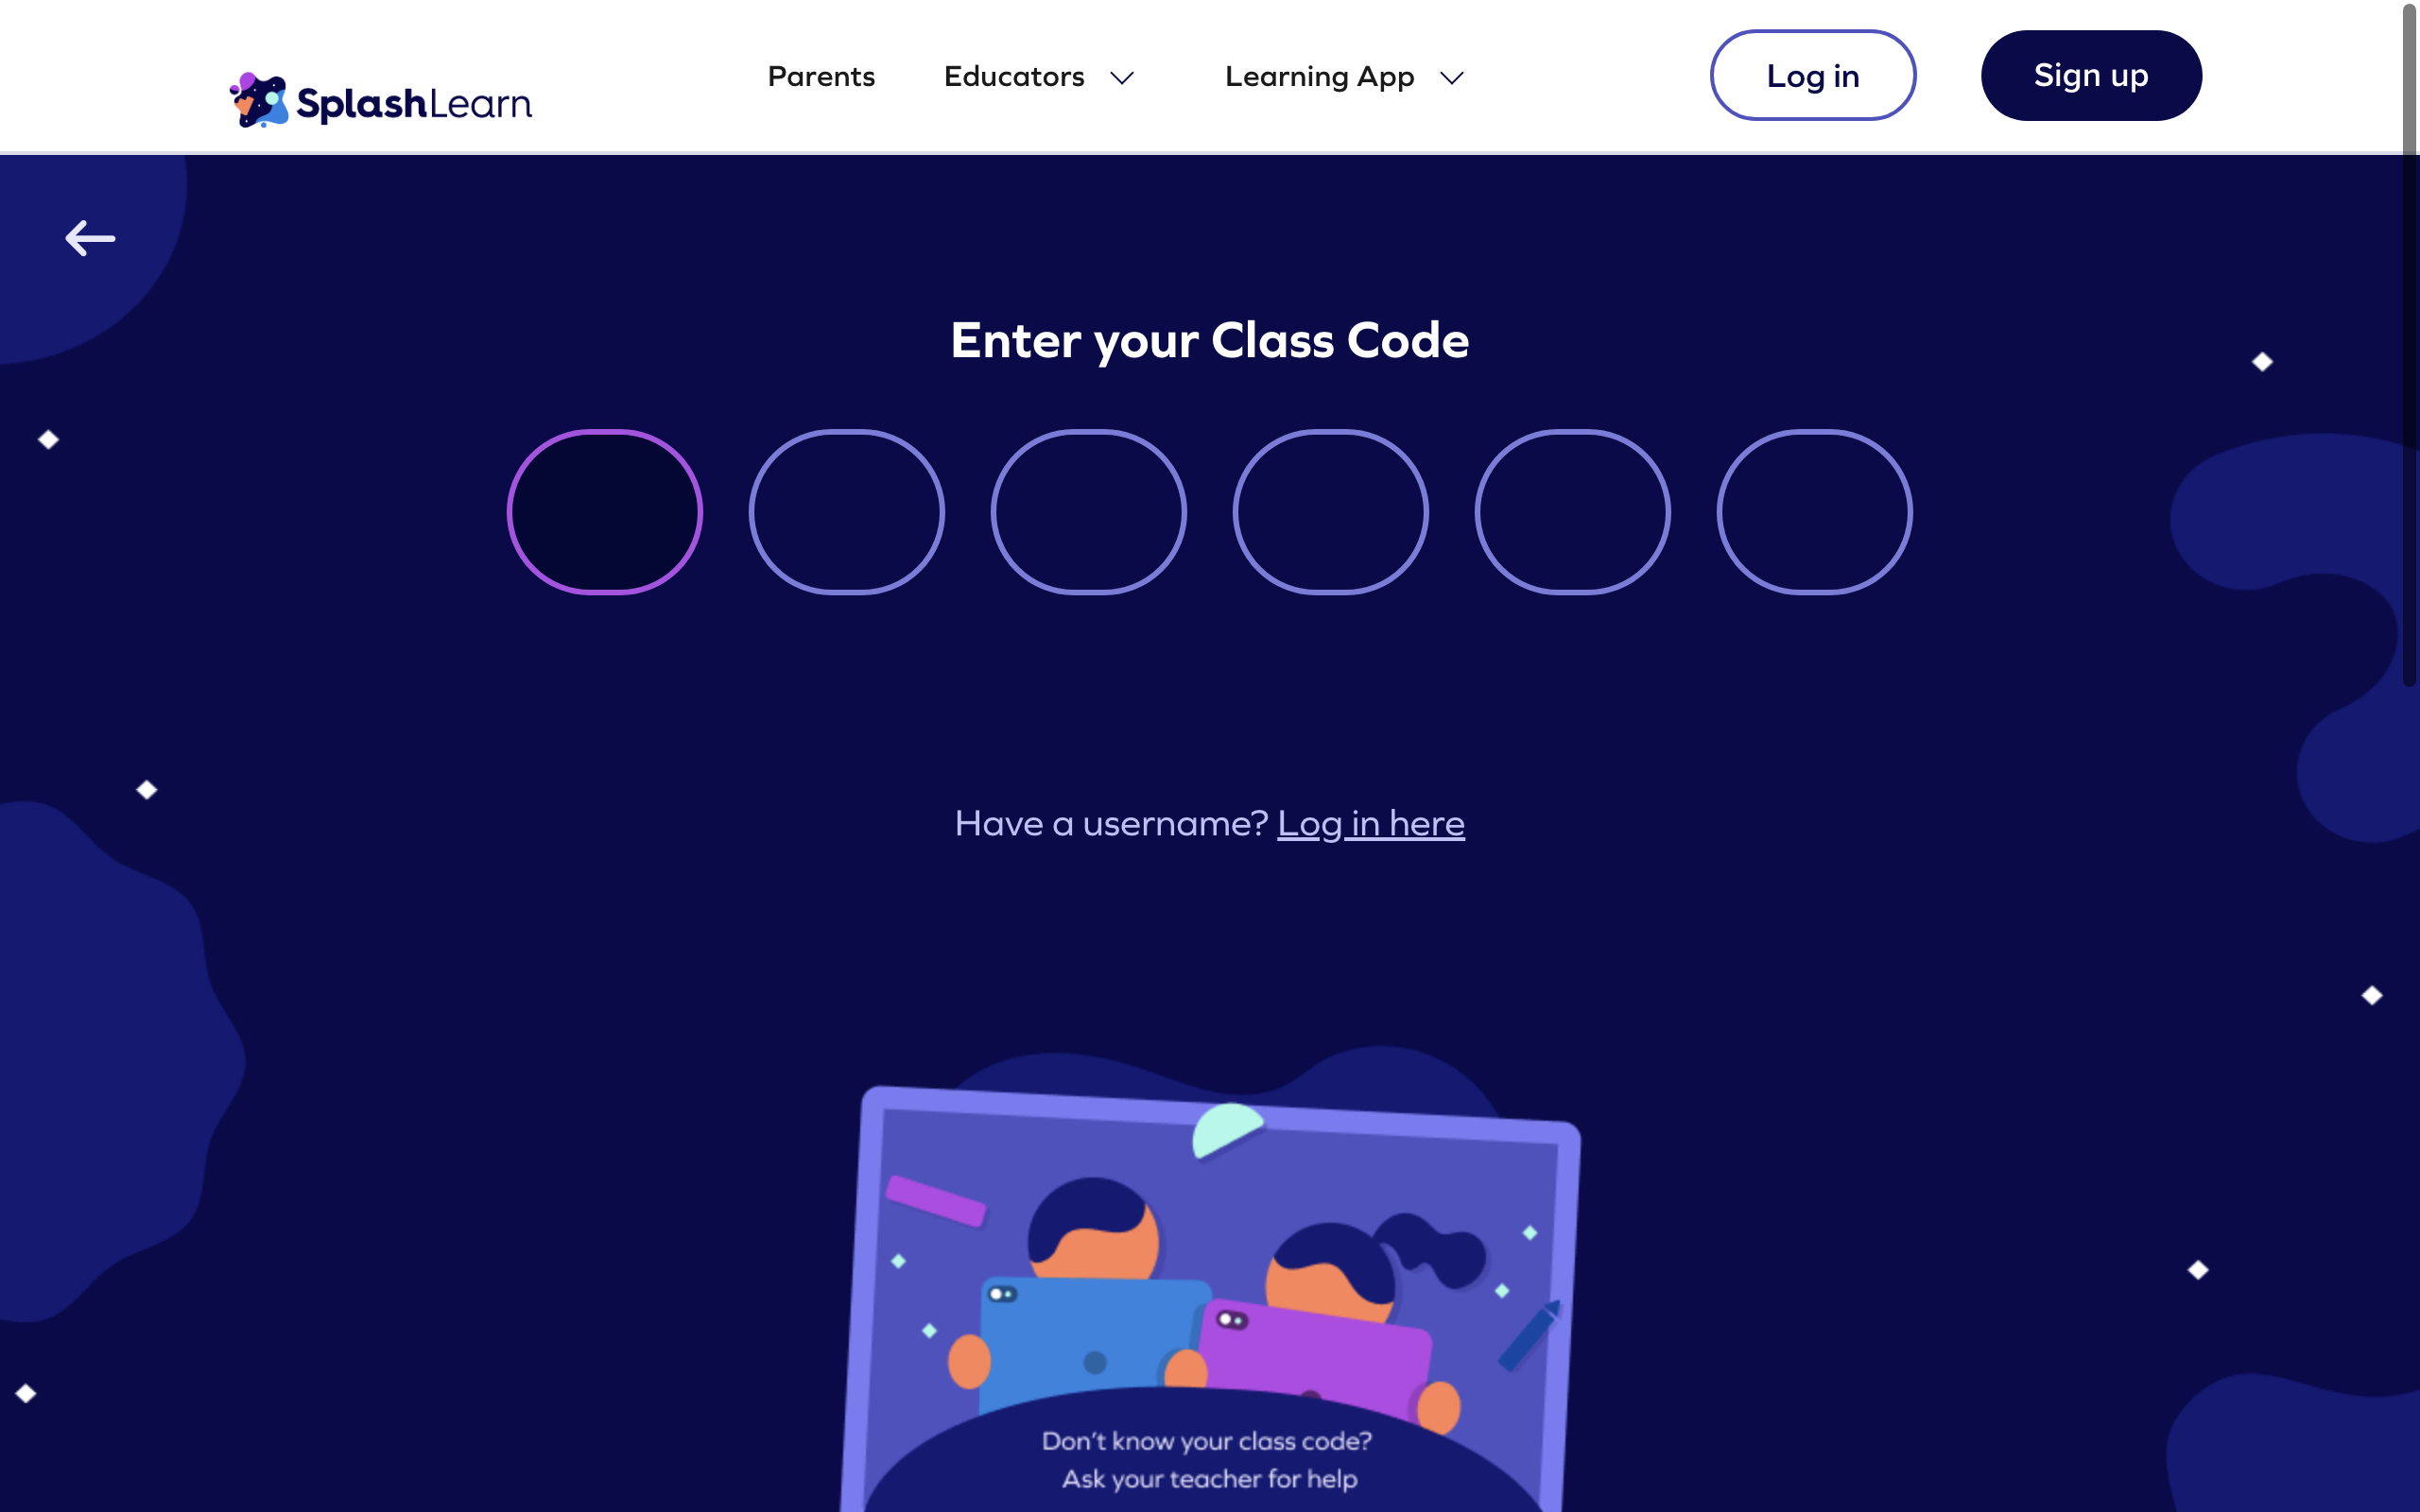 SplashLearn
Parents
Educators
Learning App
Log in
Sign up
Enter your Class Code
Have a username? Log in here
Don't know your class code?
Ask your teacher for help